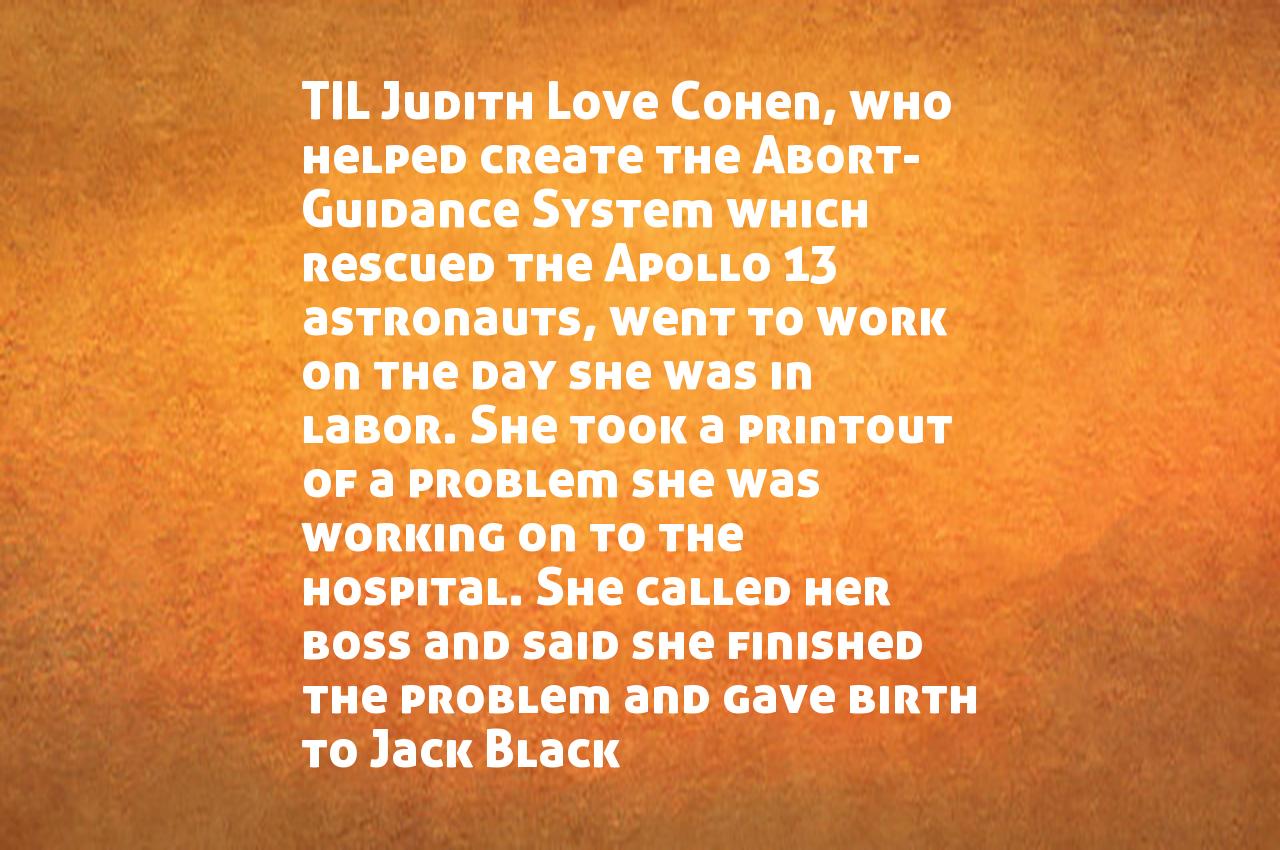 TIL Judith Love Cohen, who
helped create the Abort-
Guidance System which
rescued the Apollo 13
astronauts, went to work
on the day she was in
labor. She took a printout
of a problem she was
working on to the
hospital. She called her
boss and said she finished
the problem and gave birth
to Jack Black